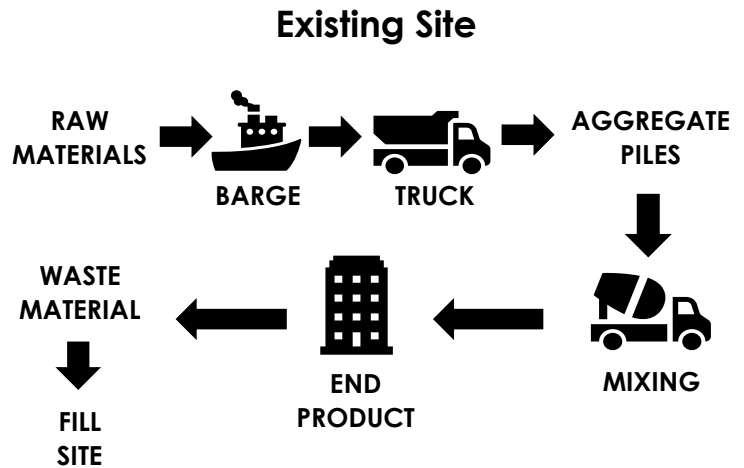 Existing Site
RAW
MATERIALS
BARGE
TRUCK
AGGREGATE
PILES
MIXING
END
PRODUCT
WASTE
MATERIAL
FILL
SITE